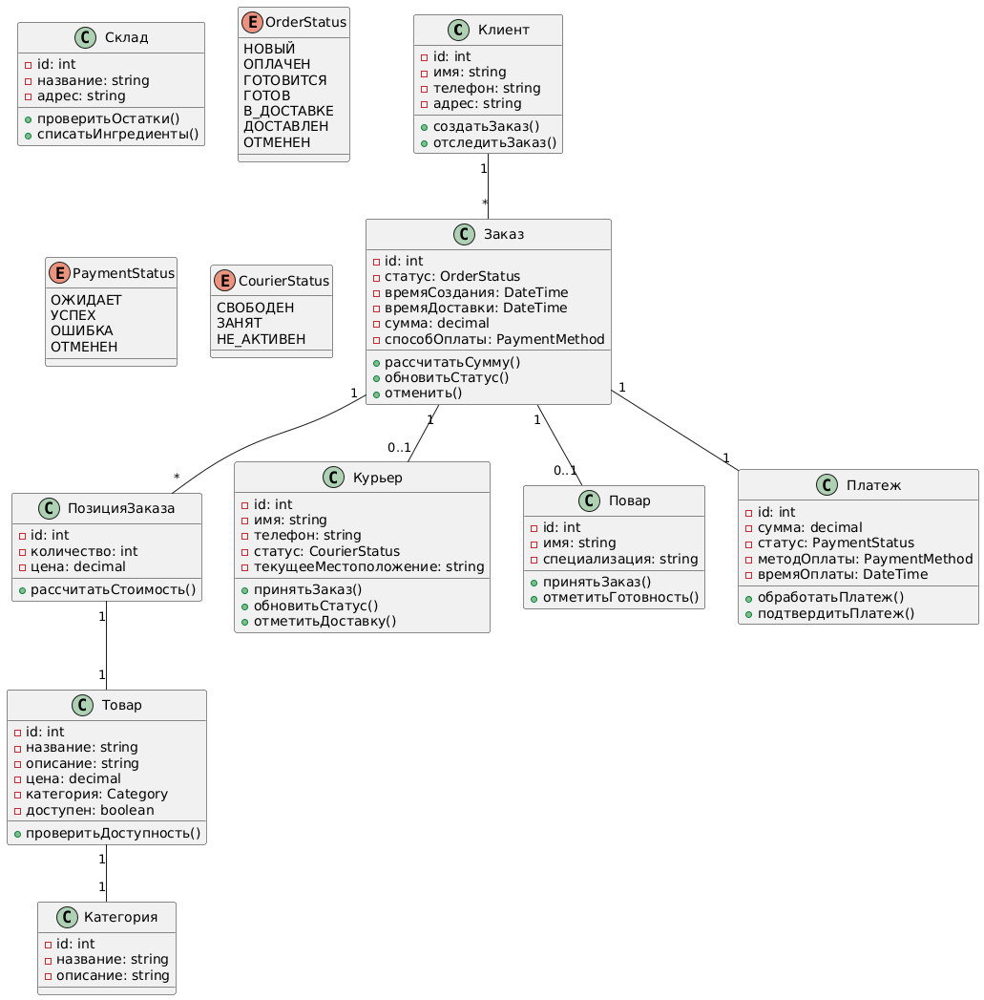 C Склад
id: int
название: string
адрес: string
проверитьОстатки()
списатьИнгредиенты()
E OrderStatus
НОВЫЙ
ОПЛАЧЕН
ГОТОВИТСЯ
ГОТОВ
В_ДОСТАВКЕ
ДОСТАВЛЕН
ОТМЕНЕН
C Клиент
id: int
имя: string
телефон: string
адрес: string
создатьЗаказ()
отследитьЗаказ()
1
*
E PaymentStatus
ОЖИДАЕТ
УСПЕХ
ОШИБКА
ОТМЕНЕН
E CourierStatus
СВОБОДЕН
ЗАНЯТ
НЕ_АКТИВЕН
C Заказ
id: int
статус: OrderStatus
времяСоздания: DateTime
времяДоставки: DateTime
сумма: decimal
способОплаты: PaymentMethod
рассчитатьСумму()
обновитьСтатус()
отменить()
1
*
1
0..1
1
0..1
1
1
C ПозицияЗаказа
id: int
количество: int
цена: decimal
рассчитатьСтоимость()
C Курьер
id: int
имя: string
телефон: string
статус: CourierStatus
текущееМестоположение: string
принятьЗаказ()
обновитьСтатус()
отметитьДоставку()
C Повар
id: int
имя: string
специализация: string
принятьЗаказ()
отметитьГотовность()
C Платеж
id: int
сумма: decimal
статус: PaymentStatus
методОплаты: PaymentMethod
времяОплаты: DateTime
обработатьПлатеж()
подтвердитьПлатеж()
1
1
C Товар
id: int
название: string
описание: string
цена: decimal
категория: Category
доступен: boolean
проверитьДоступность()
1
1
C Категория
id: int
название: string
описание: string